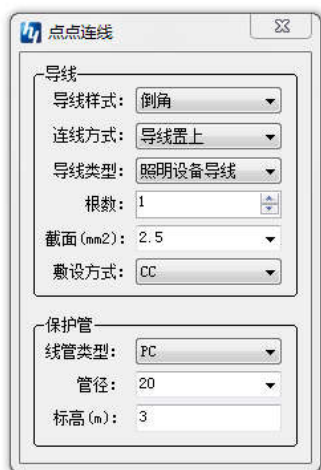 点点连线
导线
导线样式: 倒角
连线方式: 导线置上
导线类型: 照明设备导线
根数: 1
截面(mm2): 2.5
敷设方式: CC
保护管
线管类型: PC
管径: 20
标高(m): 3